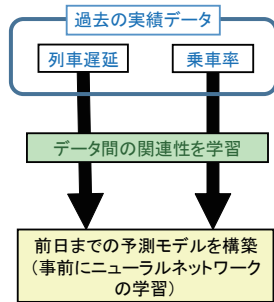 過去の実績データ
列車遅延
乗車率
データ間の関連性を学習
前日までの予測モデルを構築
(事前にニューラルネットワーク
の学習)